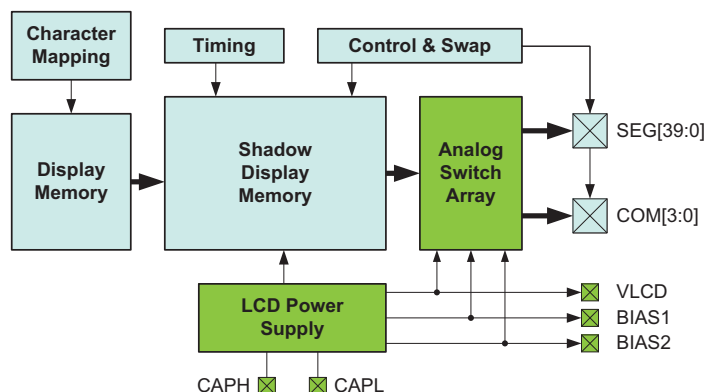 Character
Mapping
Timing
Control & Swap
Display
Memory
Shadow
Display
Memory
Analog
Switch
Array
SEG[39:0]
COM[3:0]
LCD Power
Supply
VLCD
BIAS1
BIAS2
CAPH
CAPL